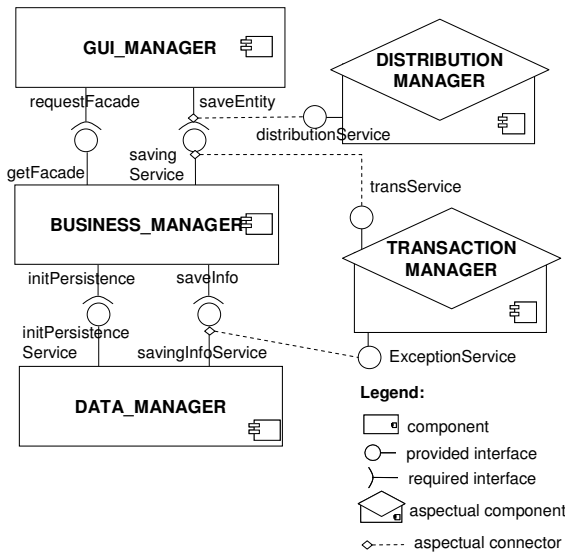 GUI_MANAGER
DISTRIBUTION
MANAGER
requestFacade
saveEntity
distributionService
saving
Service
getFacade
transService
BUSINESS_MANAGER
TRANSACTION
MANAGER
initPersistence
saveInfo
initPersistence
Service
savingInfoService
ExceptionService
DATA_MANAGER
Legend:
component
provided interface
required interface
aspectual component
aspectual connector